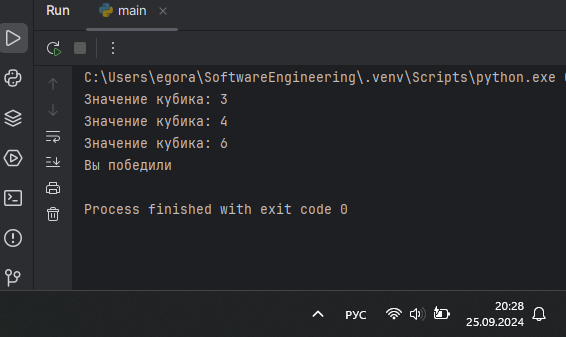 Run
main
C:\Users\egora\SoftwareEngineering\.venv\Scripts\python.exe
Значение кубика: 3
Значение кубика: 4
Значение кубика: 6
Вы победили
Process finished with exit code 0
РУС
20:28
25.09.2024